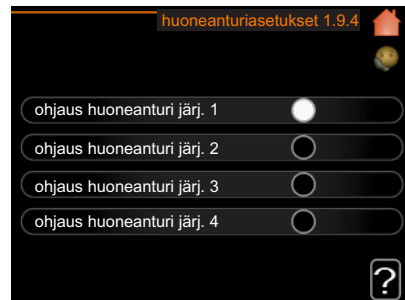 huoneanturiasetukset 1.9.4
ohjaus huoneanturi järj. 1
ohjaus huoneanturi järj. 2
ohjaus huoneanturi järj. 3
ohjaus huoneanturi järj. 4
?